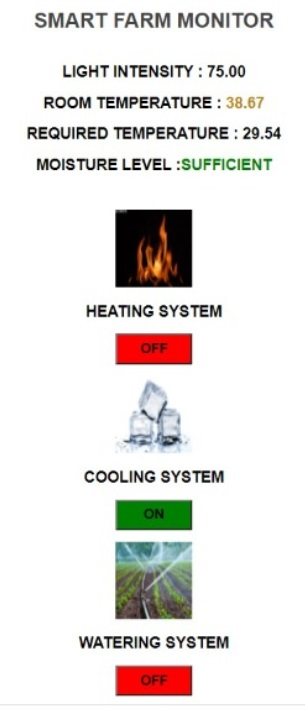 SMART FARM MONITOR
LIGHT INTENSITY : 75.00
ROOM TEMPERATURE : 38.67
REQUIRED TEMPERATURE : 29.54
MOISTURE LEVEL :SUFFICIENT
HEATING SYSTEM
OFF
COOLING SYSTEM
ON
WATERING SYSTEM
OFF